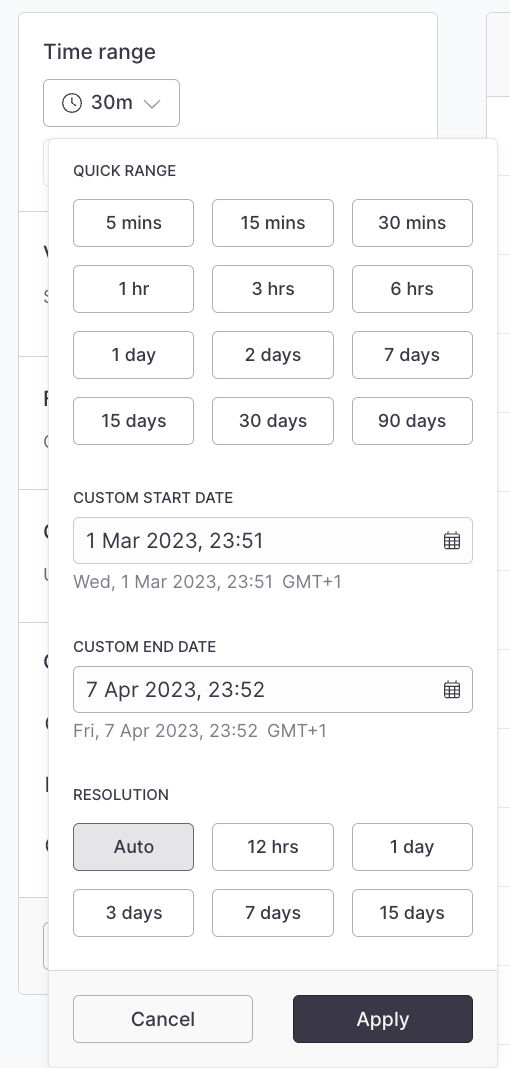 Time range
30m
QUICK RANGE
5 mins 15 mins 30 mins
1 hr 3 hrs 6 hrs
1 day 2 days 7 days
15 days 30 days 90 days
CUSTOM START DATE
1 Mar 2023, 23:51
Wed, 1 Mar 2023, 23:51 GMT+1
CUSTOM END DATE
7 Apr 2023, 23:52
Fri, 7 Apr 2023, 23:52 GMT+1
RESOLUTION
Auto 12 hrs 1 day
3 days 7 days 15 days
Cancel Apply